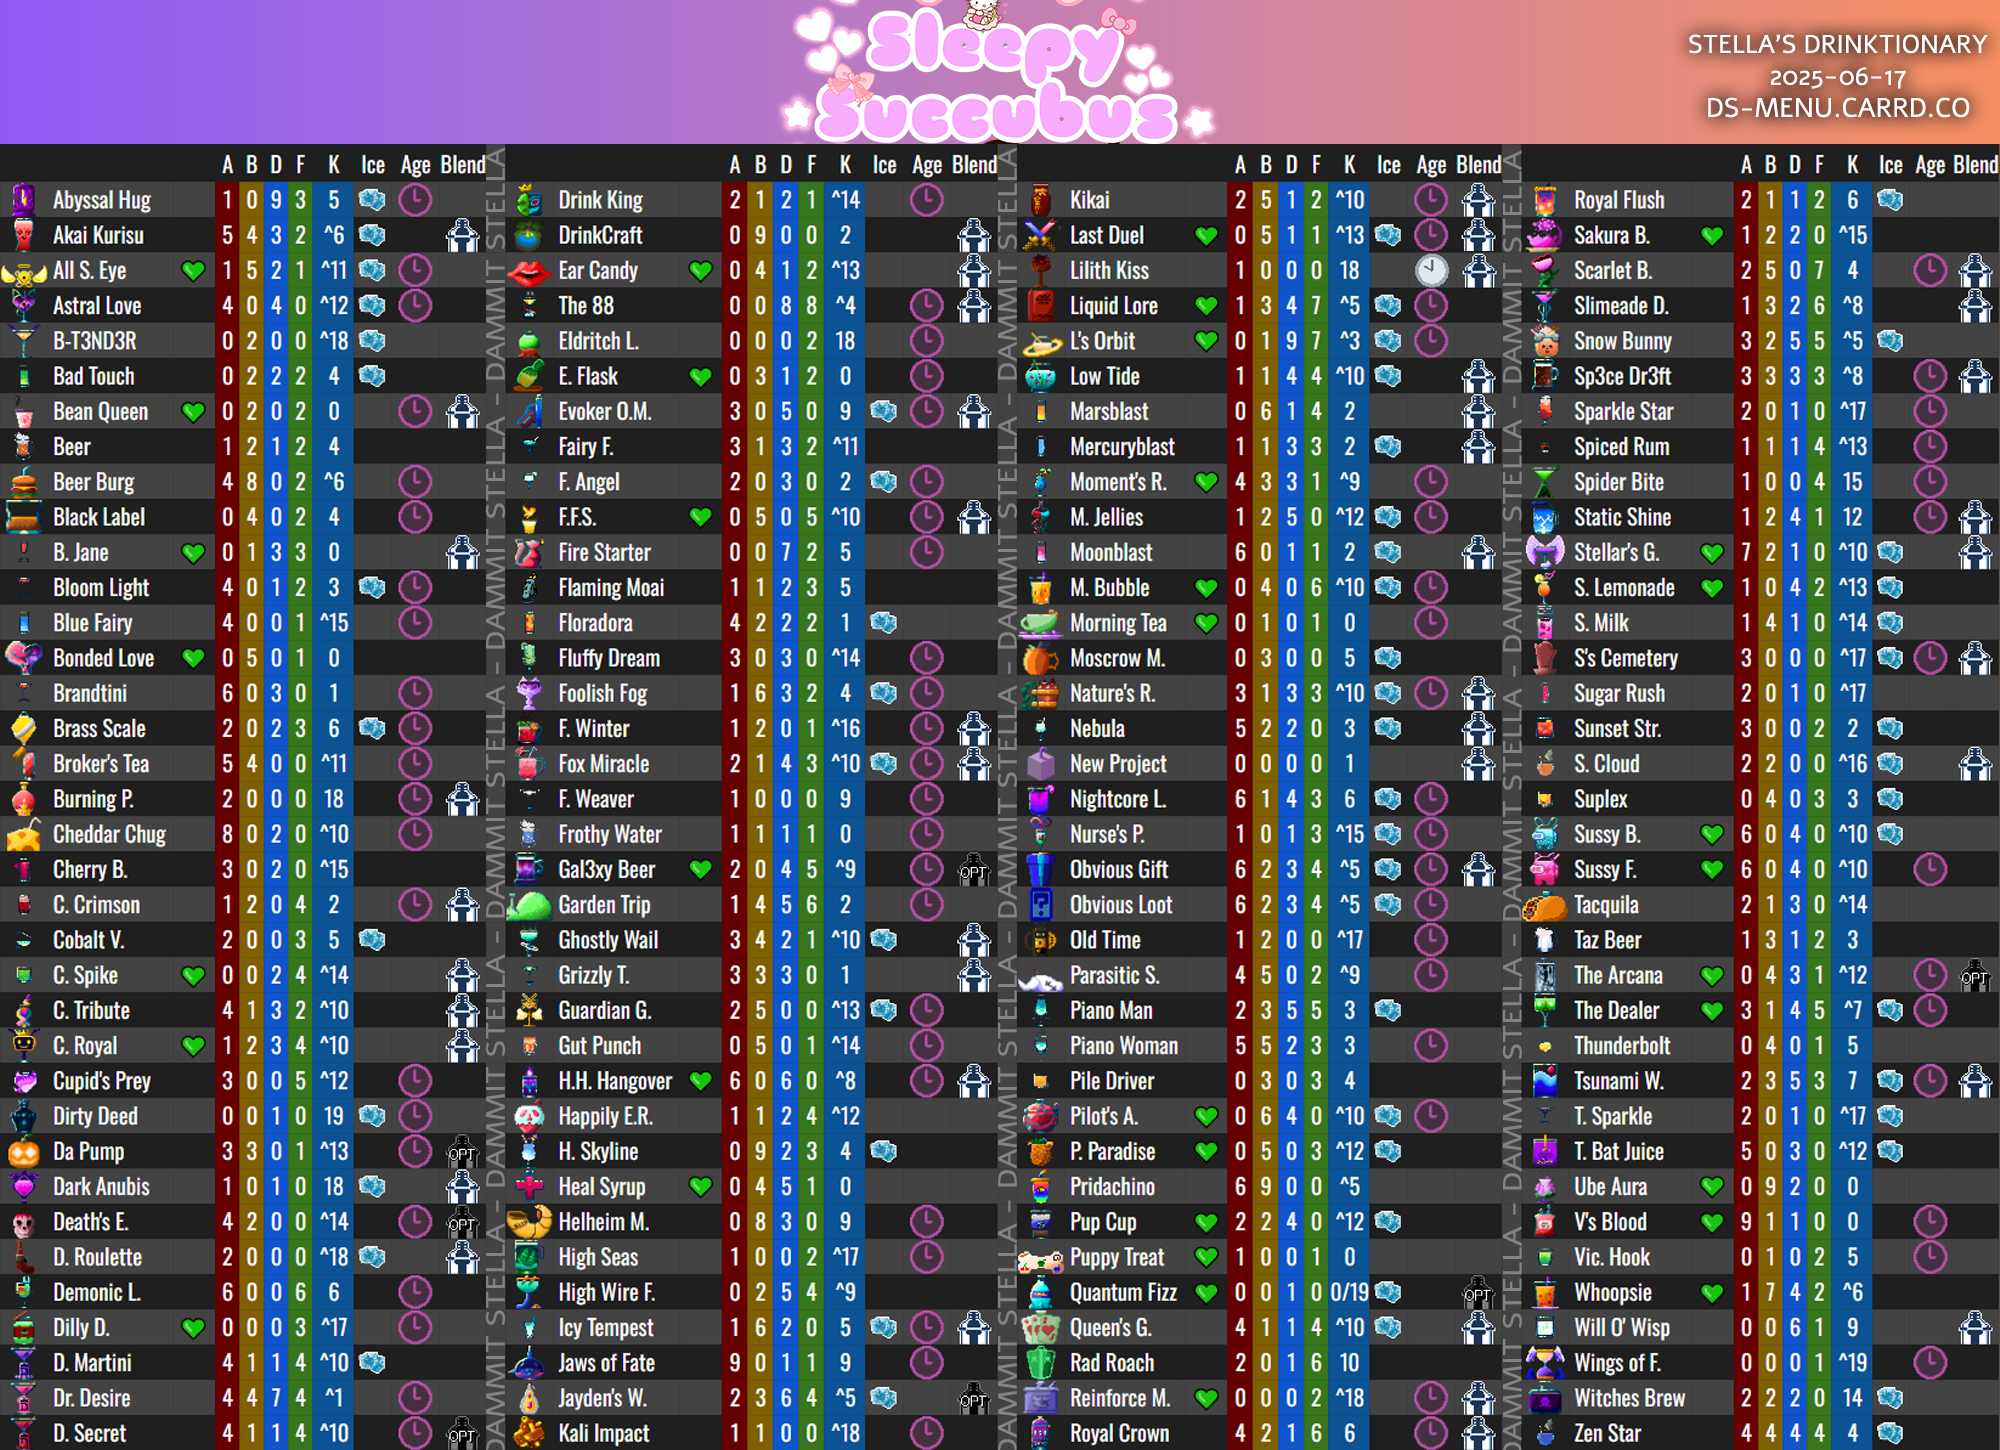 Sleepy
Succubus
STELLA'S DRINKTIONARY
2025-06-17
DS-MENU.CARRD.CO
A B D F K Ice Age Blend
Abyssal Hug 1 0 9 3 5
Akai Kurisu 5 4 3 2 ^6
All S. Eye 1 5 2 1 ^11
Astral Love 4 0 4 0 ^12
B-T3ND3R 0 2 0 0 ^18
Bad Touch 0 2 2 2 4
Bean Queen 0 2 0 2 0
Beer 1 2 1 2 4
Beer Burg 4 8 0 2 ^6
Black Label 0 4 0 2 4
B. Jane 0 1 3 3 0
Bloom Light 4 0 1 2 3
Blue Fairy 4 0 0 1 ^15
Bonded Love 0 5 0 1 0
Brandtini 6 0 3 0 1
Brass Scale 2 0 2 3 6
Broker's Tea 5 4 0 0 ^11
Burning P. 2 0 0 0 18
Cheddar Chug 8 0 2 0 ^10
Cherry B. 3 0 2 0 ^15
C. Crimson 1 2 0 4 2
Cobalt V. 2 0 0 3 5
C. Spike 0 0 2 4 ^14
C. Tribute 4 1 3 2 ^10
C. Royal 1 2 3 4 ^10
Cupid's Prey 3 0 0 5 ^12
Dirty Deed 0 0 1 0 19
Da Pump 3 3 0 1 ^13 OPT
Dark Anubis 1 0 1 0 18
Death's E. 4 2 0 0 ^14 OPT
D. Roulette 2 0 0 0 ^18
Demonic L. 6 0 0 6 6
Dilly D. 0 0 0 3 ^17
D. Martini 4 1 1 4 ^10
Dr. Desire 4 4 7 4 ^1
D. Secret 4 1 1 4 ^10 OPT
DAMMIT STELLA - DAMMIT STELLA - DAMMIT STELLA - DAMMIT STELLA
A B D F K Ice Age Blend
Drink King 2 1 2 1 ^14
DrinkCraft 0 9 0 0 2
Ear Candy 0 4 1 2 ^13
The 88 0 0 8 8 ^4
Eldritch L. 0 0 0 2 18
E. Flask 0 3 1 2 0
Evoker O.M. 3 0 5 0 9
Fairy F. 3 1 3 2 ^11
F. Angel 2 0 3 0 2
F.F.S. 0 5 0 5 ^10
Fire Starter 0 0 7 2 5
Flaming Moai 1 1 2 3 5
Floradora 4 2 2 2 1
Fluffy Dream 3 0 3 0 ^14
Foolish Fog 1 6 3 2 4
F. Winter 1 2 0 1 ^16
Fox Miracle 2 1 4 3 ^10
F. Weaver 1 0 0 0 9
Frothy Water 1 1 1 1 0
Gal3xy Beer 2 0 4 5 ^9 OPT
Garden Trip 1 4 5 6 2
Ghostly Wail 3 4 2 1 ^10
Grizzly T. 3 3 3 0 1
Guardian G. 2 5 0 0 ^13
Gut Punch 0 5 0 1 ^14
H.H. Hangover 6 0 6 0 ^8
Happily E.R. 1 1 2 4 ^12
H. Skyline 0 9 2 3 4
Heal Syrup 0 4 5 1 0
Helheim M. 0 8 3 0 9
High Seas 1 0 0 2 ^17
High Wire F. 0 2 5 4 ^9
Icy Tempest 1 6 2 0 5
Jaws of Fate 9 0 1 1 9
Jayden's W. 2 3 6 4 ^5 OPT
Kali Impact 1 1 0 0 ^18
DAMMIT STELLA - DAMMIT STELLA - DAMMIT STELLA - DAMMIT STELLA
A B D F K Ice Age Blend
Kikai 2 5 1 2 ^10
Last Duel 0 5 1 1 ^13
Lilith Kiss 1 0 0 0 18
Liquid Lore 1 3 4 7 ^5
L's Orbit 0 1 9 7 ^3
Low Tide 1 1 4 4 ^10
Marsblast 0 6 1 4 2
Mercuryblast 1 1 3 3 2
Moment's R. 4 3 3 1 ^9
M. Jellies 1 2 5 0 ^12
Moonblast 6 0 1 1 2
M. Bubble 0 4 0 6 ^10
Morning Tea 0 1 0 1 0
Moscrow M. 0 3 0 0 5
Nature's R. 3 1 3 3 ^10
Nebula 5 2 2 0 3
New Project 0 0 0 0 1
Nightcore L. 6 1 4 3 6
Nurse's P. 1 0 1 3 ^15
Obvious Gift 6 2 3 4 ^5
Obvious Loot 6 2 3 4 ^5
Old Time 1 2 0 0 ^17
Parasitic S. 4 5 0 2 ^9
Piano Man 2 3 5 5 3
Piano Woman 5 5 2 3 3
Pile Driver 0 3 0 3 4
Pilot's A. 0 6 4 0 ^10
P. Paradise 0 5 0 3 ^12
Pridachino 6 9 0 0 ^5
Pup Cup 2 2 4 0 ^12
Puppy Treat 1 0 0 1 0
Quantum Fizz 0 0 1 0 0/19 OPT
Queen's G. 4 1 1 4 ^10
Rad Roach 2 0 1 6 10
Reinforce M. 0 0 0 2 ^18
Royal Crown 4 2 1 6 6
DAMMIT STELLA - DAMMIT STELLA - DAMMIT STELLA - DAMMIT STELLA
A B D F K Ice Age Blend
Royal Flush 2 1 1 2 6
Sakura B. 1 2 2 0 ^15
Scarlet B. 2 5 0 7 4
Slimeade D. 1 3 2 6 ^8
Snow Bunny 3 2 5 5 ^5
Sp3ce Dr3ft 3 3 3 3 ^8
Sparkle Star 2 0 1 0 ^17
Spiced Rum 1 1 1 4 ^13
Spider Bite 1 0 0 4 15
Static Shine 1 2 4 1 12
Stellar's G. 7 2 1 0 ^10
S. Lemonade 1 0 4 2 ^13
S. Milk 1 4 1 0 ^14
S's Cemetery 3 0 0 0 ^17
Sugar Rush 2 0 1 0 ^17
Sunset Str. 3 0 0 2 2
S. Cloud 2 2 0 0 ^16
Suplex 0 4 0 3 3
Sussy B. 6 0 4 0 ^10
Sussy F. 6 0 4 0 ^10
Tacquila 2 1 3 0 ^14
Taz Beer 1 3 1 2 3
The Arcana 0 4 3 1 ^12 OPT
The Dealer 3 1 4 5 ^7
Thunderbolt 0 4 0 1 5
Tsunami W. 2 3 5 3 7
T. Sparkle 2 0 1 0 ^17
T. Bat Juice 5 0 3 0 ^12
Ube Aura 0 9 2 0 0
V's Blood 9 1 1 0 0
Vic. Hook 0 1 0 2 5
Whoopsie 1 7 4 2 ^6
Will O' Wisp 0 0 6 1 9
Wings of F. 0 0 0 1 ^19
Witches Brew 2 2 2 0 14
Zen Star 4 4 4 4 4